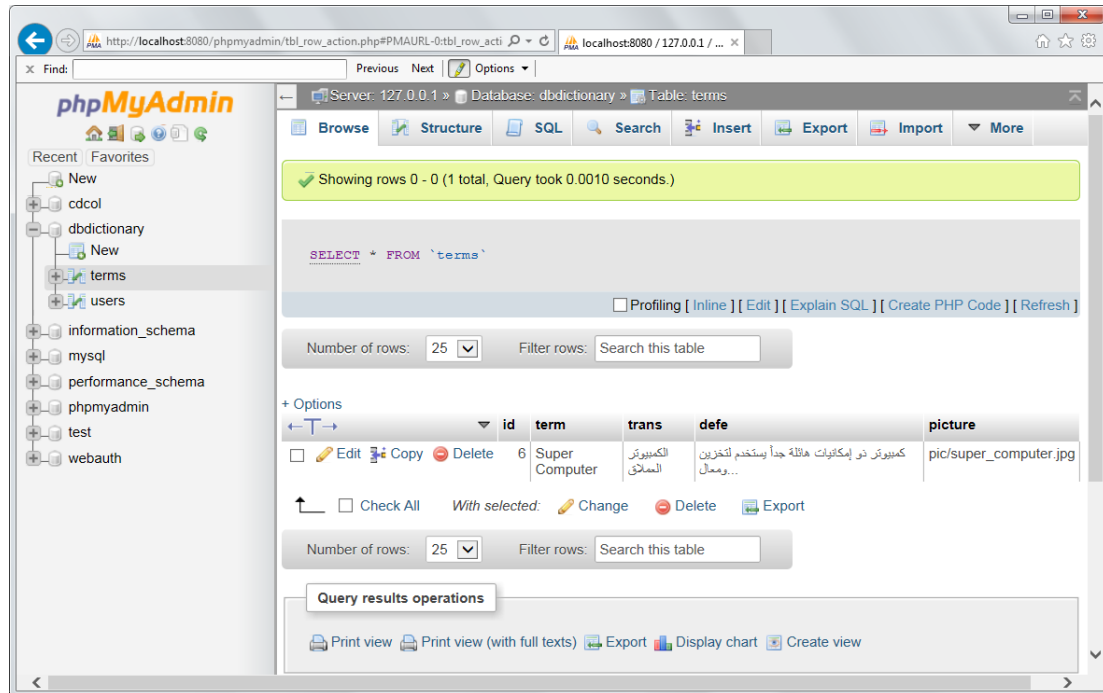 http://localhost:8080/phpmyadmin/tbl_row_action.php#PMAURL-0:tbl_row_acti
localhost:8080 / 127.0.0.1 / ...
x Find: Previous Next Options
phpMyAdmin
Recent Favorites
New
cdcol
dbdictionary
New
terms
users
information_schema
mysql
performance_schema
phpmyadmin
test
webauth
Server: 127.0.0.1 » Database: dbdictionary » Table: terms
Browse Structure SQL Search Insert Export Import More
Showing rows 0 - 0 (1 total, Query took 0.0010 seconds.)
SELECT * FROM `terms`
Profiling [ Inline ] [ Edit ] [ Explain SQL ] [ Create PHP Code ] [ Refresh ]
Number of rows: 25 Filter rows: Search this table
+ Options
←T→ id term trans defe picture
Edit Copy Delete 6 Super Computer الكمبيوتر العملاق كمبيوتر ذو إمكانيات هائلة جداً يستخدم لتخزين ومعال... pic/super_computer.jpg
Check All With selected: Change Delete Export
Number of rows: 25 Filter rows: Search this table
Query results operations
Print view Print view (with full texts) Export Display chart Create view